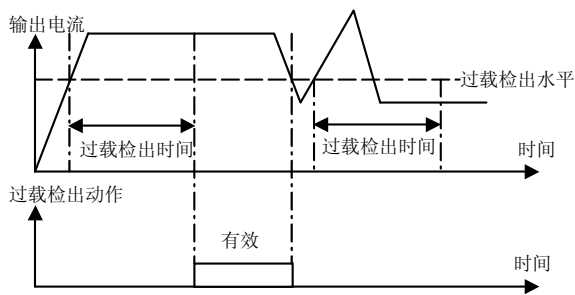 输出电流
过载检出水平
过载检出时间
过载检出时间
时间
过载检出动作
有效
时间